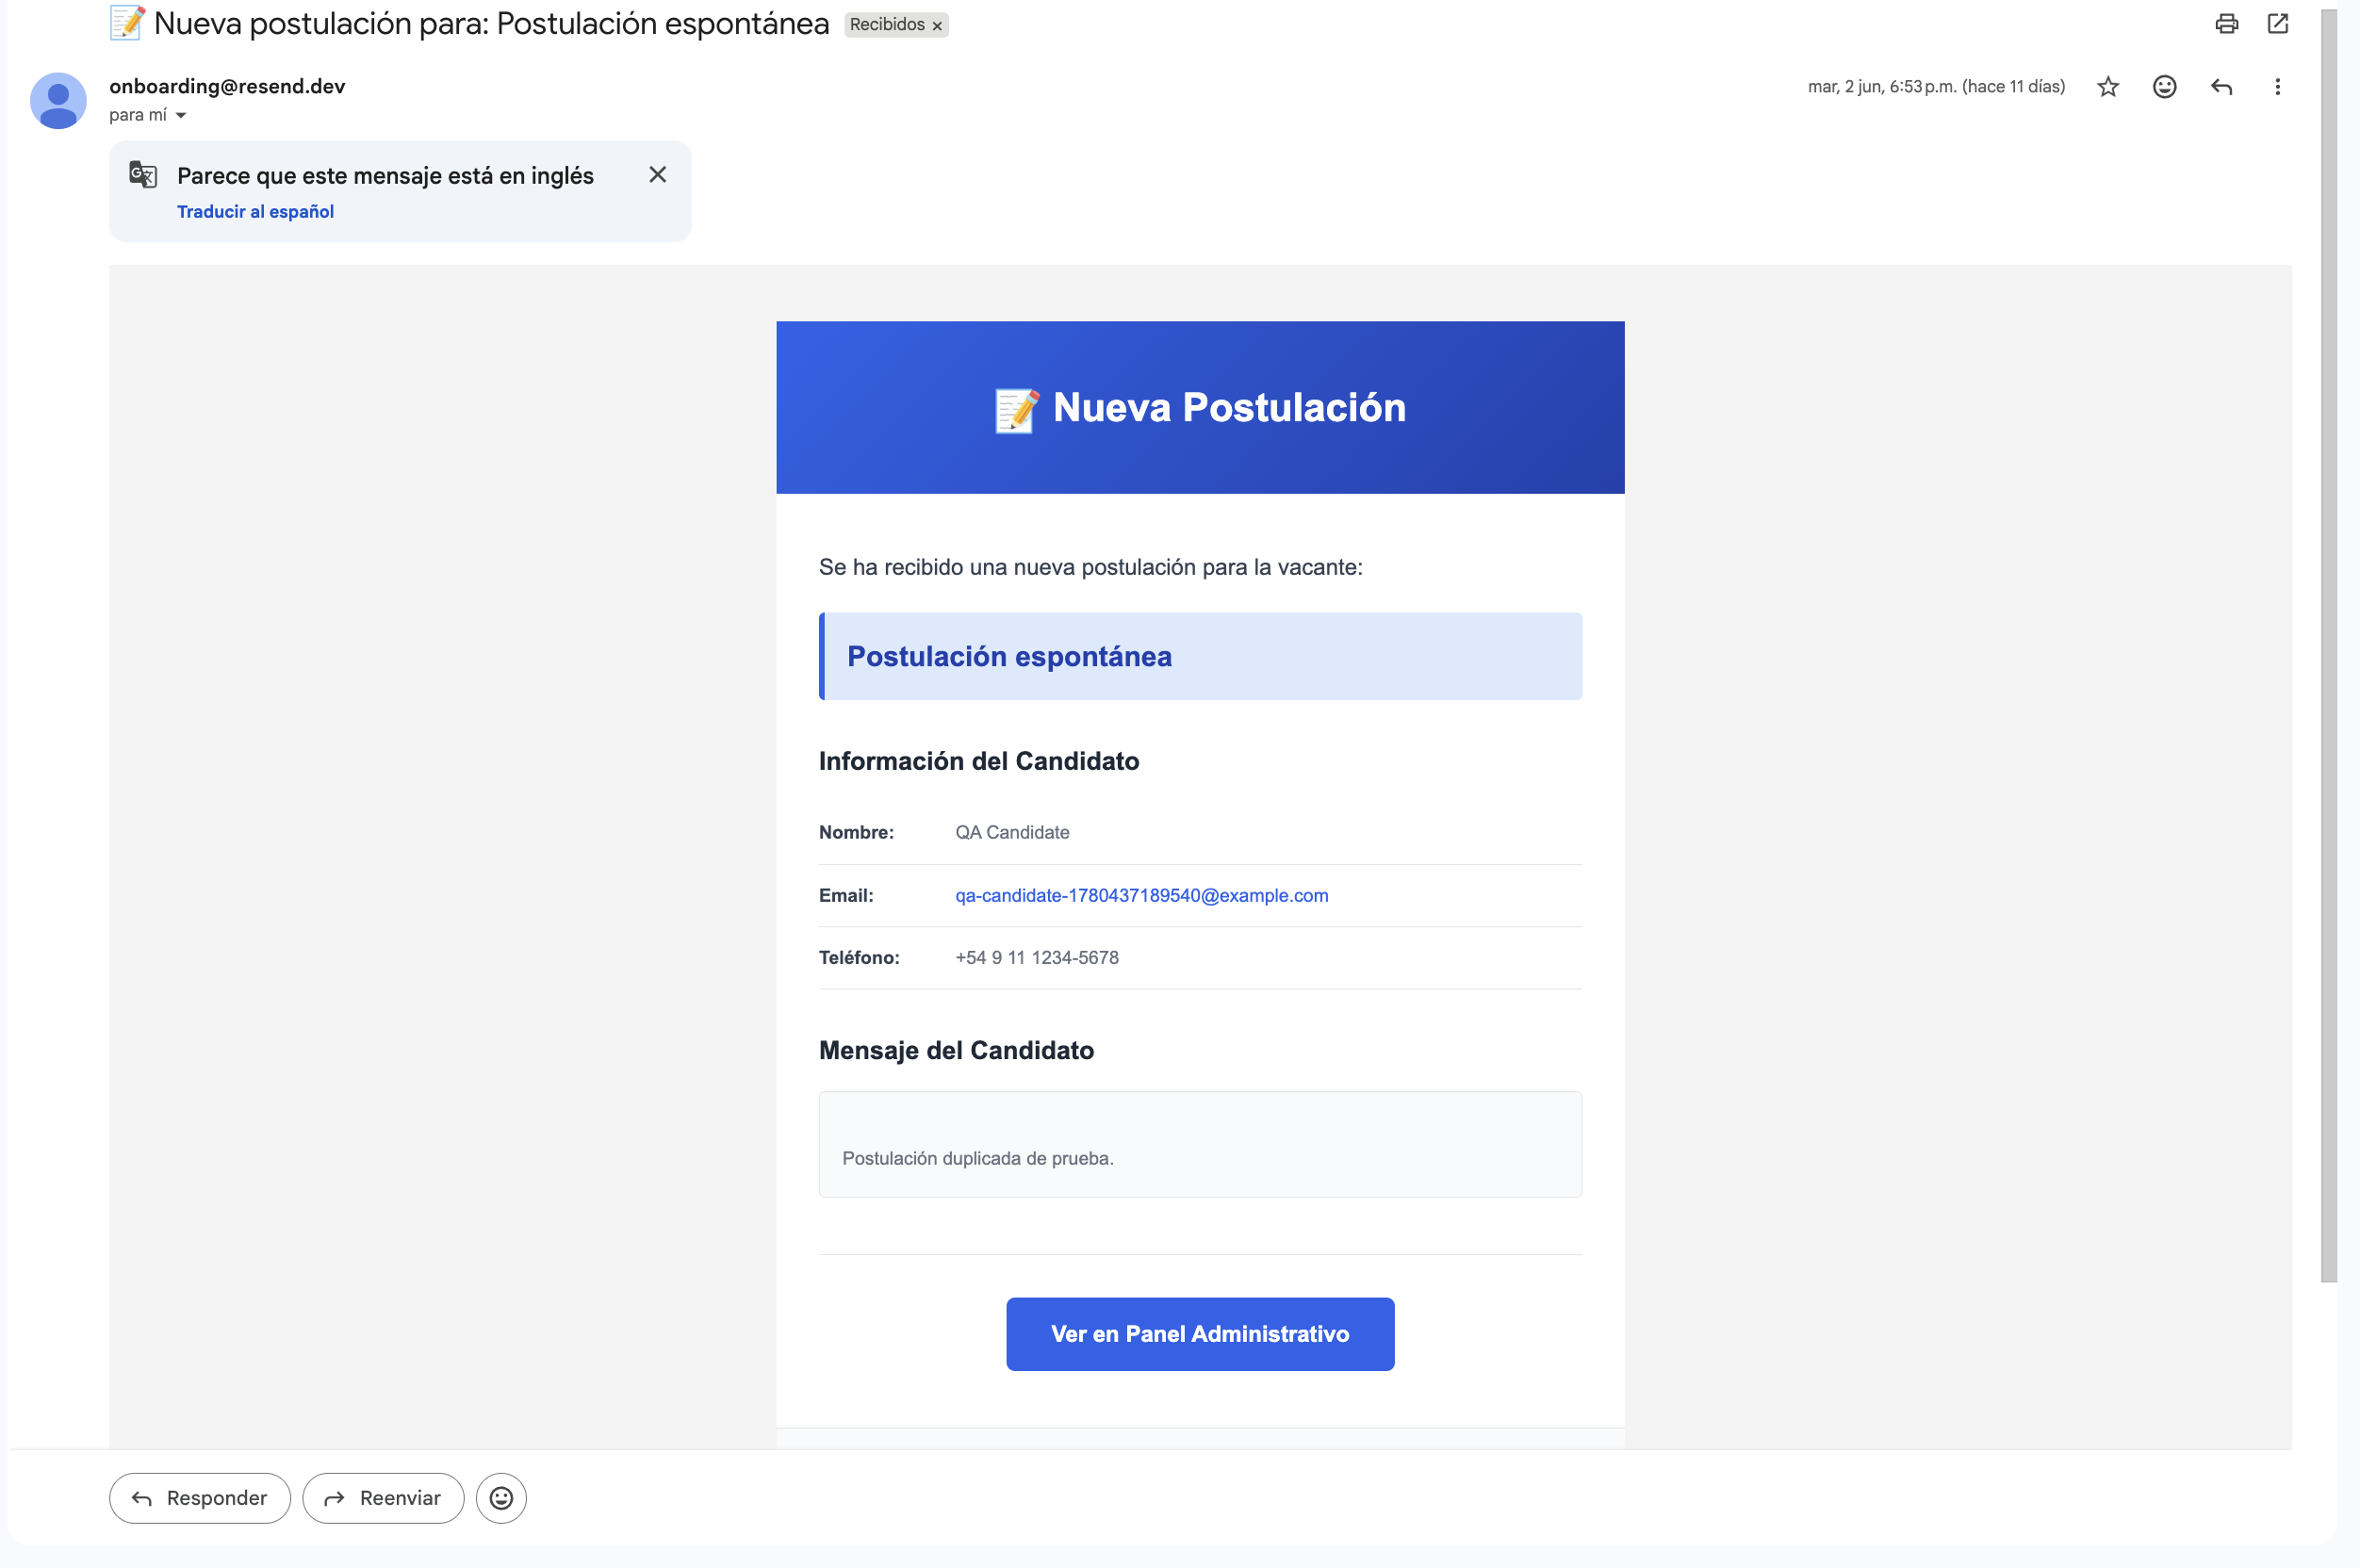 📝 Nueva postulación para: Postulación espontánea Recibidos ×
onboarding@resend.dev mar, 2 jun, 6:53 p.m. (hace 11 días)
para mí
Parece que este mensaje está en inglés
Traducir al español
📝 Nueva Postulación
Se ha recibido una nueva postulación para la vacante:
Postulación espontánea
Información del Candidato
Nombre: QA Candidate
Email: qa-candidate-1780437189540@example.com
Teléfono: +54 9 11 1234-5678
Mensaje del Candidato
Postulación duplicada de prueba.
Ver en Panel Administrativo
Responder Reenviar